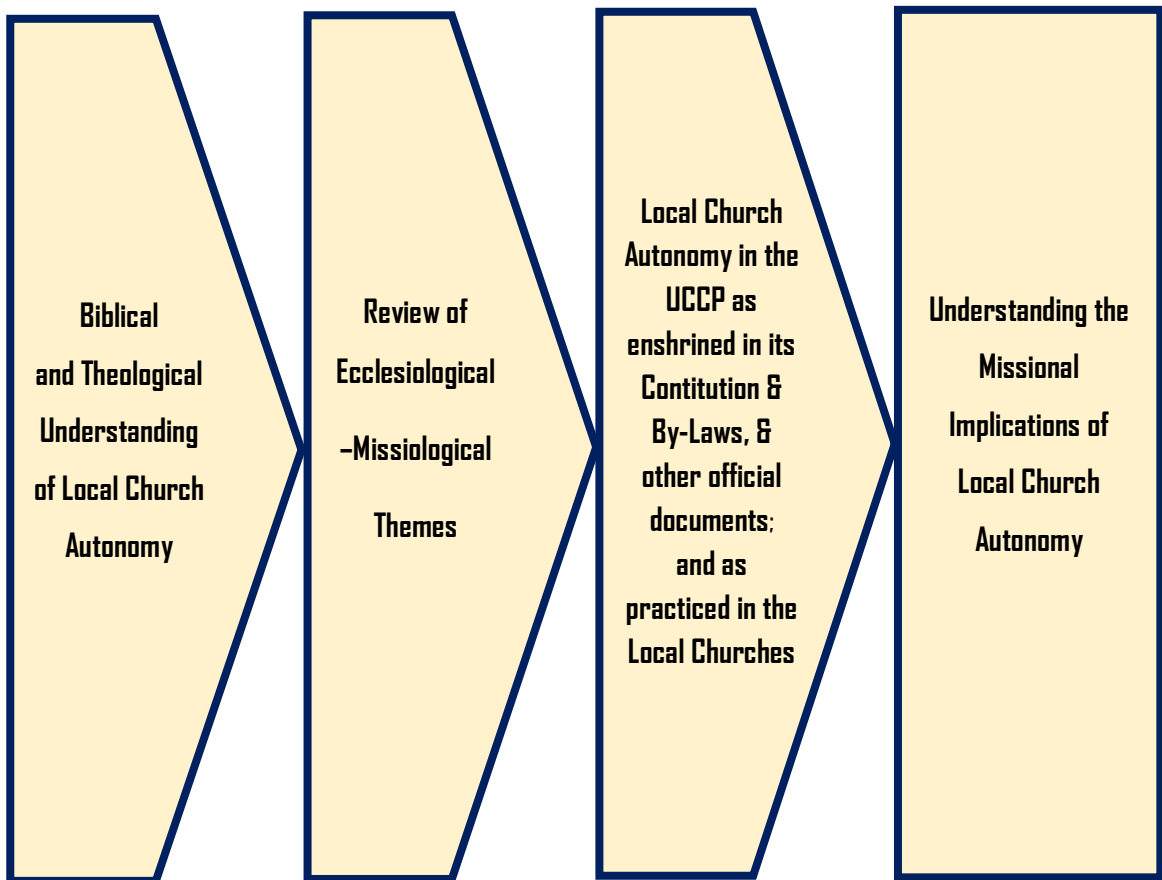 Biblical
and Theological
Understanding
of Local Church
Autonomy
Review of
Ecclesiological
–Missiological
Themes
Local Church
Autonomy in the
UCCP as
enshrined in its
Contitution &
By-Laws, &
other official
documents;
and as
practiced in the
Local Churches
Understanding the
Missional
Implications of
Local Church
Autonomy